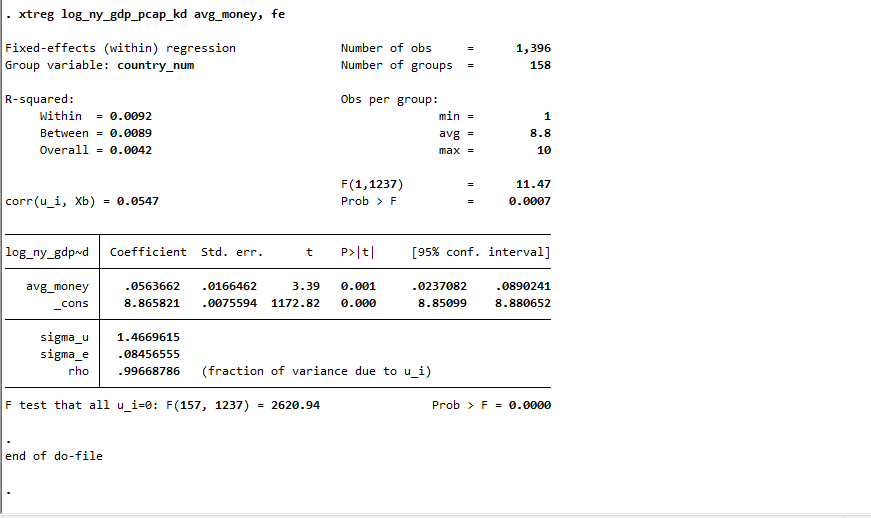 . xtreg log_ny_gdp_pcap_kd avg_money, fe
Fixed-effects (within) regression Number of obs = 1,396
Group variable: country_num Number of groups = 158
R-squared: Obs per group:
Within = 0.0092 min = 1
Between = 0.0089 avg = 8.8
Overall = 0.0042 max = 10
F(1,1237) = 11.47
corr(u_i, Xb) = 0.0547 Prob > F = 0.0007
log_ny_gdp~d Coefficient Std. err. t P>|t| [95% conf. interval]
avg_money .0563662 .0166462 3.39 0.001 .0237082 .0890241
_cons 8.865821 .0075594 1172.82 0.000 8.85099 8.880652
sigma_u 1.4669615
sigma_e .08456555
rho .99668786 (fraction of variance due to u_i)
F test that all u_i=0: F(157, 1237) = 2620.94 Prob > F = 0.0000
.
end of do-file
.